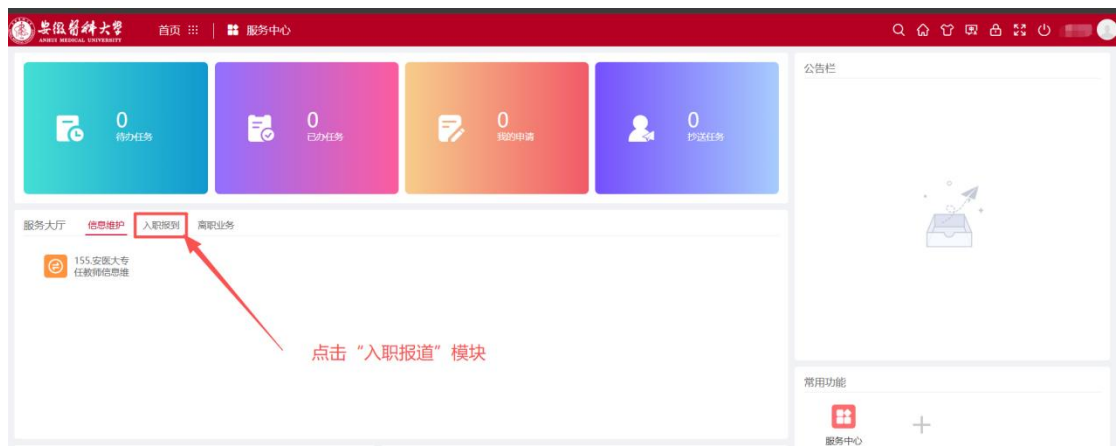 安徽医科大学
ANHUI MEDICAL UNIVERSITY
首页
服务中心
0
待办任务
0
已办任务
0
我的申请
0
抄送任务
公告栏
服务大厅 信息维护 入职报到 离职业务
155.安医大专
任教师信息维
点击“入职报道”模块
常用功能
服务中心